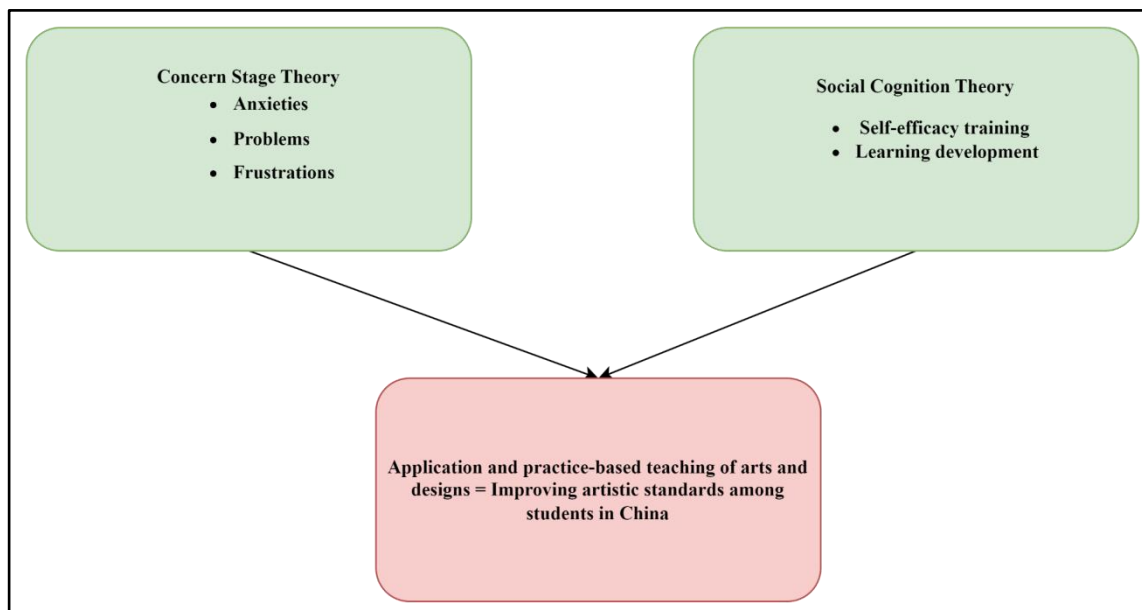 Concern Stage Theory
• Anxieties
• Problems
• Frustrations
Social Cognition Theory
• Self-efficacy training
• Learning development
Application and practice-based teaching of arts and
designs = Improving artistic standards among
students in China